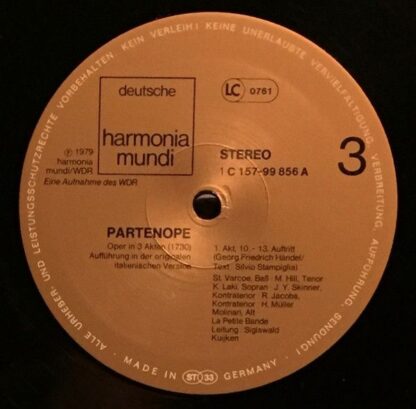 ALLE URHEBER- UND LEISTUNGSSCHUTZRECHTE VORBEHALTEN · KEIN VERLEIH! KEINE UNERLAUBTE VERVIELFÄLTIGUNG, VERBREITUNG, AUFFÜHRUNG, SENDUNG!
deutsche
harmonia
mundi
LC 0761
℗ 1979
harmonia
mundi/WDR
Eine Aufnahme des WDR
STEREO
1 C 157-99 856 A
3
PARTENOPE
Oper in 3 Akten (1730)
Aufführung in der originalen
italienischen Version
1. Akt, 10. - 13. Auftritt
(Georg Friedrich Händel/
Text: Silvio Stampiglia)
St. Varcoe, Baß · M. Hill, Tenor
K. Laki, Sopran · J. Y. Skinner,
Kontratenor · R. Jacobs,
Kontratenor · H. Müller
Molinari, Alt
La Petite Bande
Leitung: Sigiswald
Kuijken
MADE IN ST 33 GERMANY